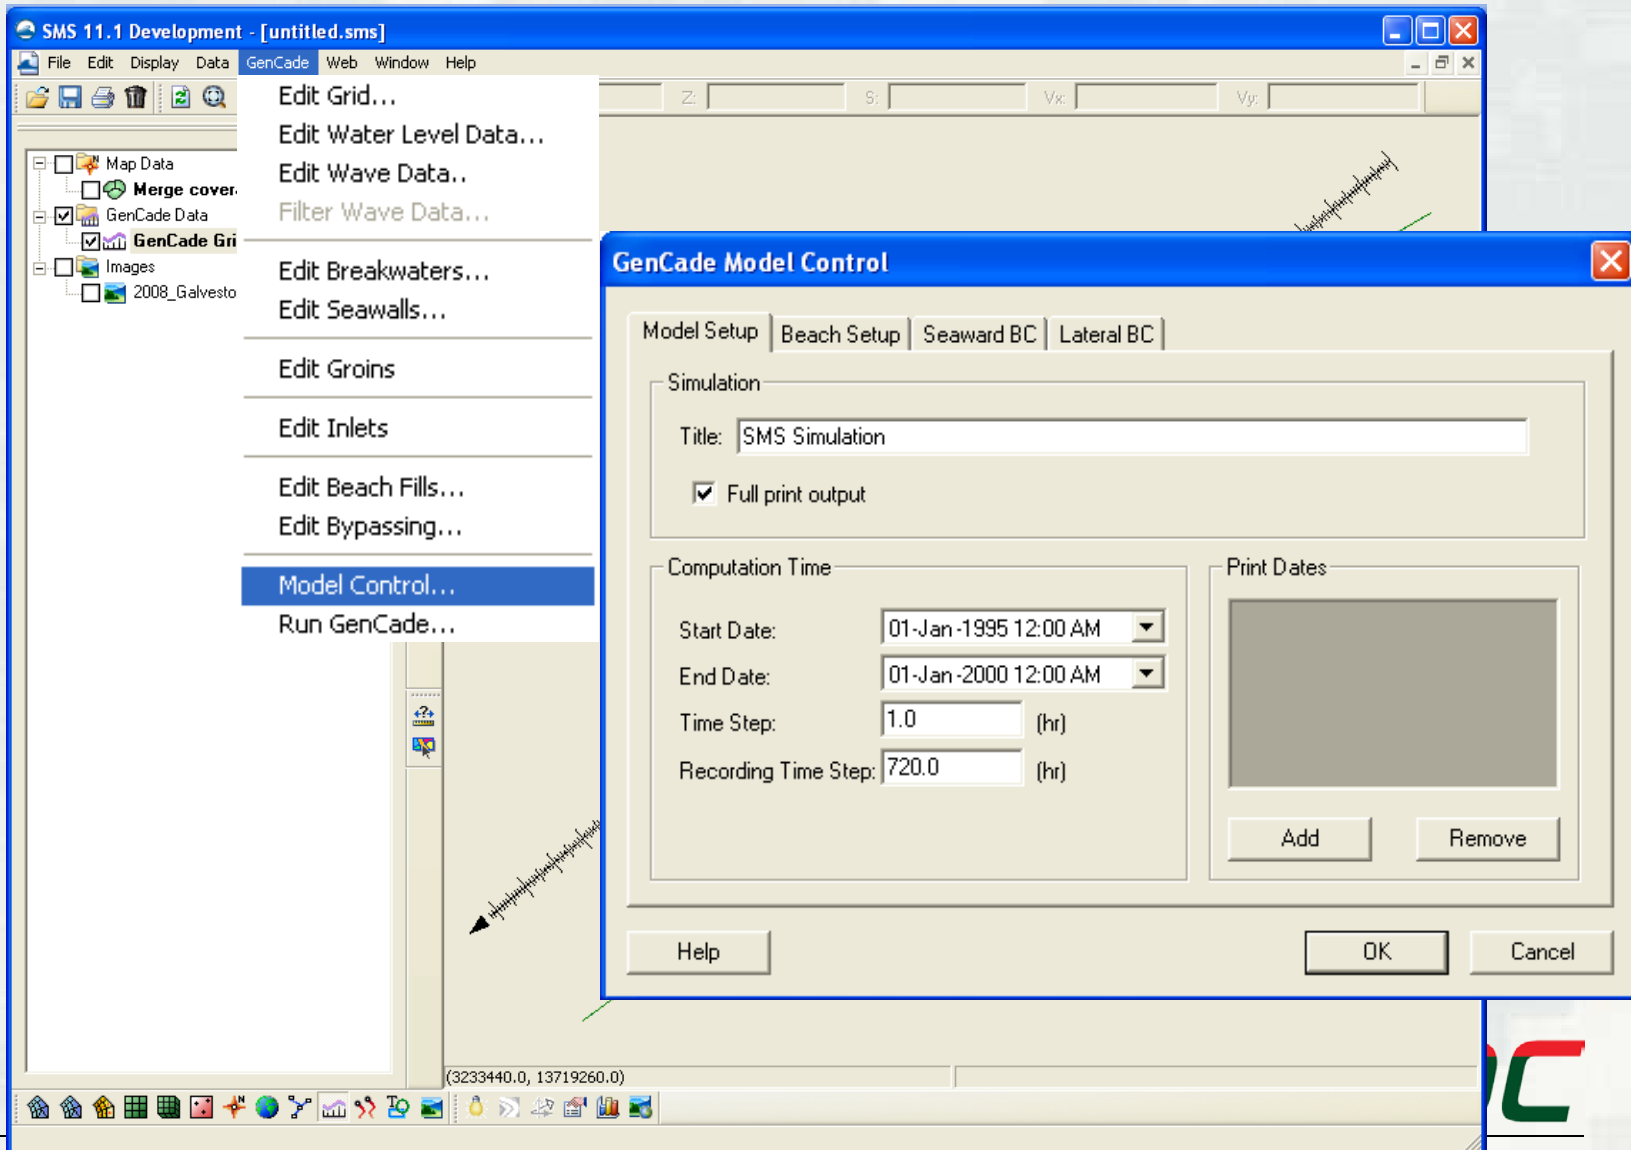 SMS 11.1 Development - [untitled.sms]
File Edit Display Data GenCade Web Window Help
Z: S: Vx: Vy:
Edit Grid...
Edit Water Level Data...
Edit Wave Data..
Filter Wave Data...
Edit Breakwaters...
Edit Seawalls...
Edit Groins
Edit Inlets
Edit Beach Fills...
Edit Bypassing...
Model Control...
Run GenCade...
Map Data
Merge cover
GenCade Data
GenCade Gri
Images
2008_Galvesto
GenCade Model Control
Model Setup Beach Setup Seaward BC Lateral BC
Simulation
Title: SMS Simulation
Full print output
Computation Time
Start Date: 01-Jan-1995 12:00 AM
End Date: 01-Jan-2000 12:00 AM
Time Step: 1.0 (hr)
Recording Time Step: 720.0 (hr)
Print Dates
Add Remove
Help OK Cancel
(3233440.0, 13719260.0)